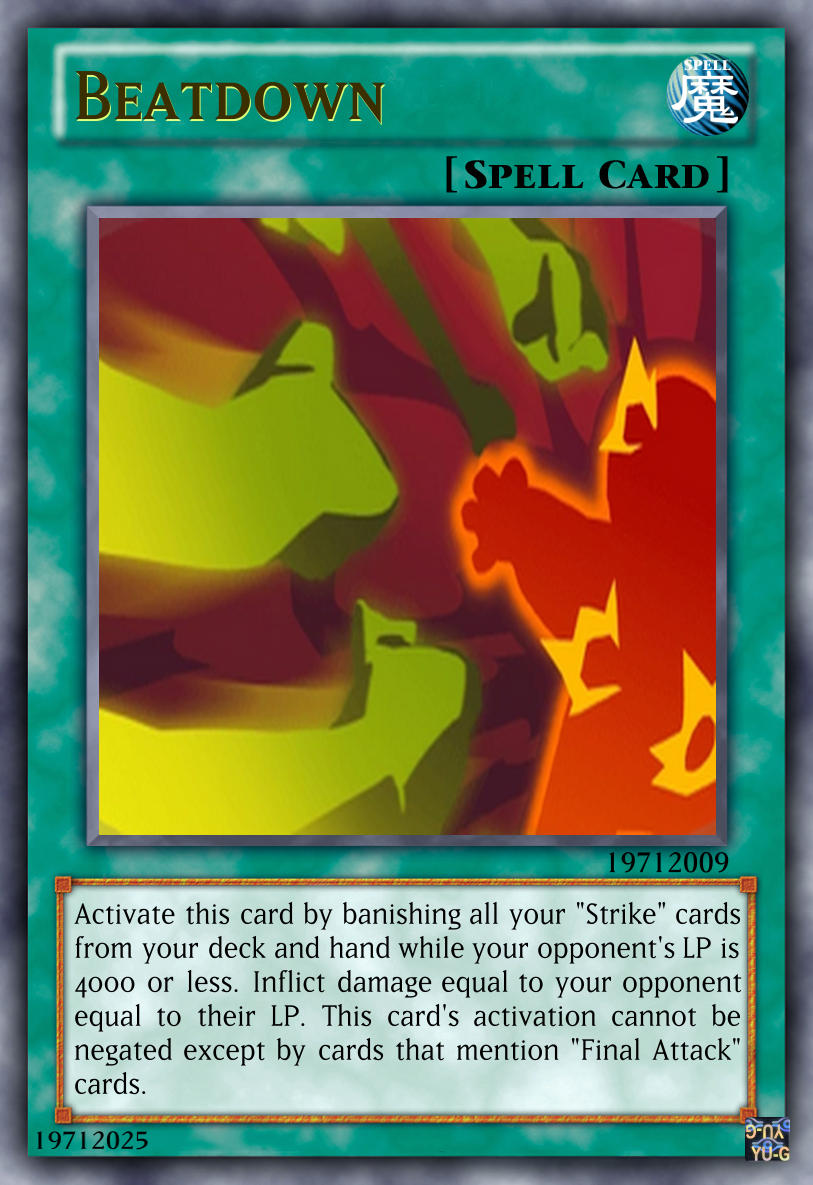 Beatdown
SPELL
魔
[Spell Card]
19712009
Activate this card by banishing all your "Strike" cards
from your deck and hand while your opponent's LP is
4000 or less. Inflict damage equal to your opponent
equal to their LP. This card's activation cannot be
negated except by cards that mention "Final Attack"
cards.
19712025
YU-G
YU-G